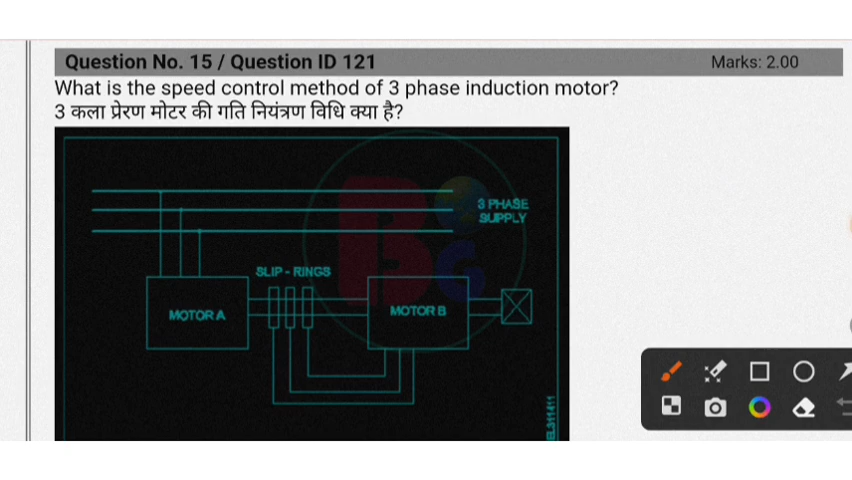 Question No. 15 / Question ID 121 Marks: 2.00
What is the speed control method of 3 phase induction motor?
3 कला प्रेरण मोटर की गति नियंत्रण विधि क्या है?
3 PHASE
SUPPLY
SLIP - RINGS
MOTOR A
MOTOR B
ELS11411